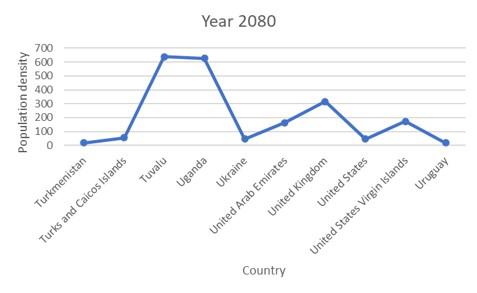 Year 2080
Population density
700
600
500
400
300
200
100
0
Turkmenistan
Turks and Caicos Islands
Tuvalu
Uganda
Ukraine
United Arab Emirates
United Kingdom
United States
United States Virgin Islands
Uruguay
Country